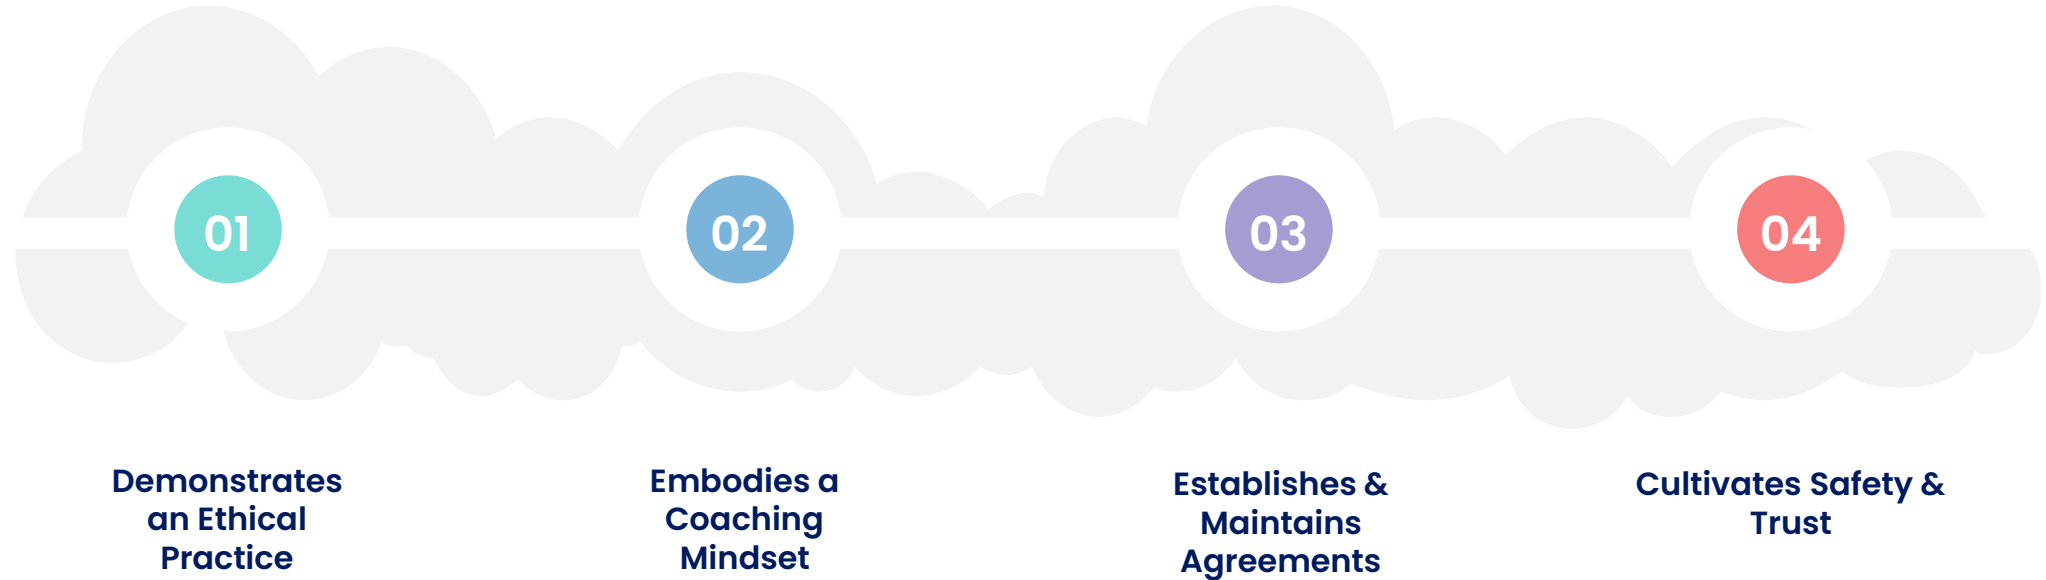 01
02
03
04
Demonstrates
an Ethical
Practice
Embodies a
Coaching
Mindset
Establishes &
Maintains
Agreements
Cultivates Safety &
Trust